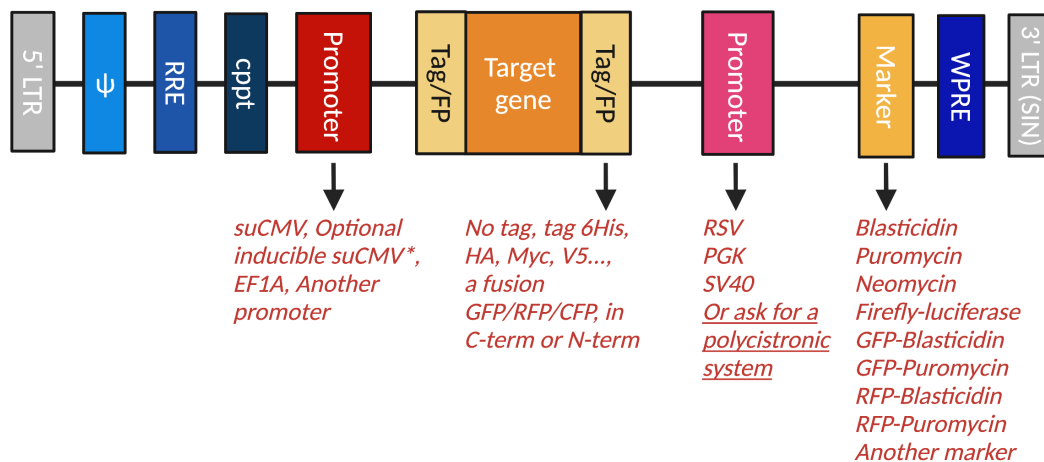 5' LTR
ψ
RRE
cppt
Promoter
Tag/FP
Target
gene
Tag/FP
Promoter
Marker
WPRE
3' LTR (SIN)
suCMV, Optional
inducible suCMV*,
EF1A, Another
promoter
No tag, tag 6His,
HA, Myc, V5...,
a fusion
GFP/RFP/CFP, in
C-term or N-term
RSV
PGK
SV40
Or ask for a
polycistronic
system
Blasticidin
Puromycin
Neomycin
Firefly-luciferase
GFP-Blasticidin
GFP-Puromycin
RFP-Blasticidin
RFP-Puromycin
Another marker